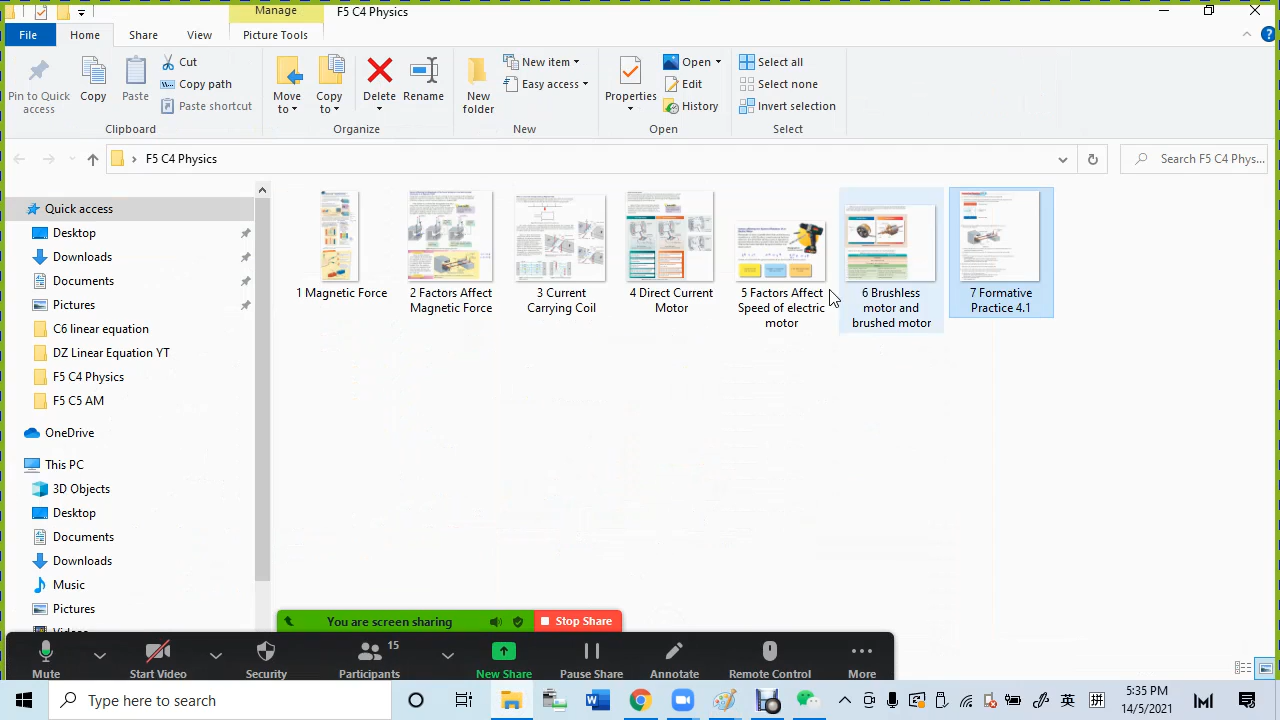 Manage
F5 C4 Physics
File
Home
Share
View
Picture Tools
Pin to Quick
access
Copy
Paste
Cut
Copy path
Paste shortcut
Clipboard
Move
to
Copy
to
Delete
Rename
Organize
New
folder
New item
Easy access
New
Properties
Open
Edit
History
Open
Select all
Select none
Invert selection
Select
F5 C4 Physics
Search F5 C4 Phys...
Quick access
Desktop
Downloads
Documents
Pictures
C6 linear equation
DZ Linear Equation YT
F5 C4 Physics
F5 C5 AM
OneDrive
This PC
3D Objects
Desktop
Documents
Downloads
Music
Pictures
Videos
1 Magnetic Force
2 Factors Affect
Magnetic Force
3 Current
Carrying Coil
4 Direct Current
Motor
5 Factors Affect
Speed of electric
motor
6 Brushless
motor and
brushed motor
7 Formative
Practice 4.1
You are screen sharing
Stop Share
Mute
Start Video
Security
Participants
15
New Share
Pause Share
Annotate
Remote Control
More
Type here to search
英
拼
5:35 PM
14/5/2021